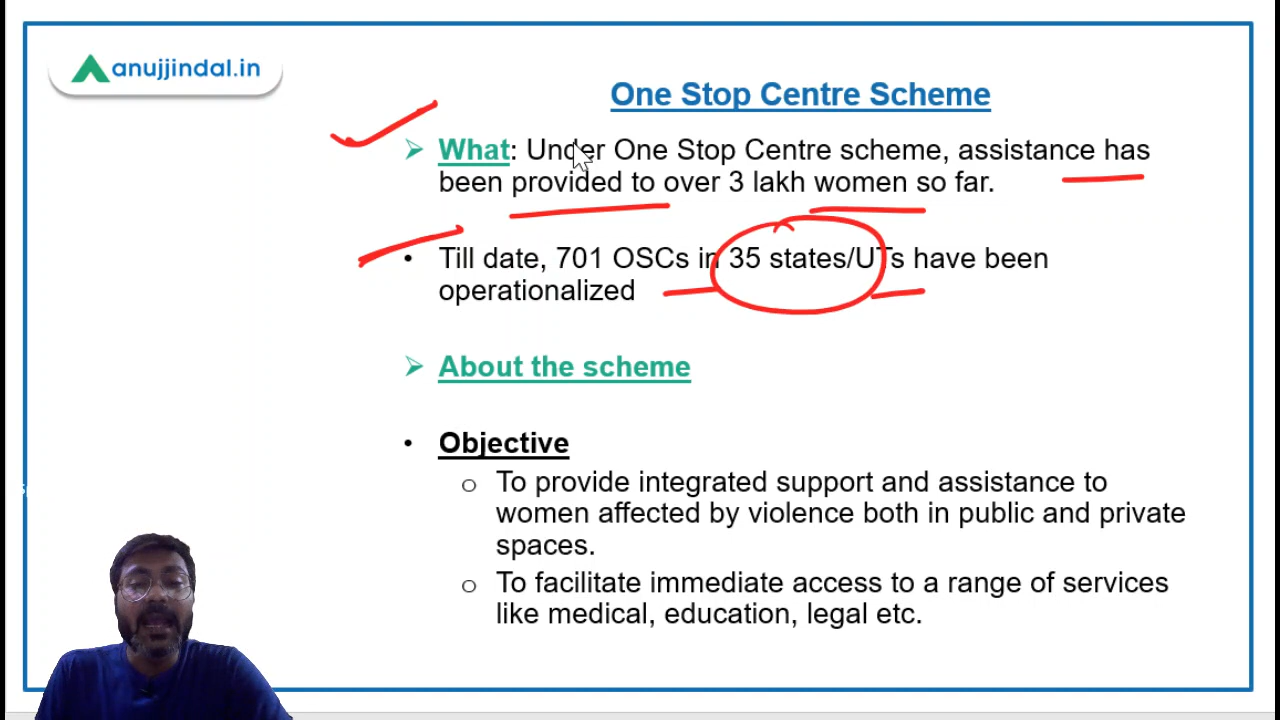 anujjindal.in
One Stop Centre Scheme
What: Under One Stop Centre scheme, assistance has
been provided to over 3 lakh women so far.
• Till date, 701 OSCs in 35 states/UTs have been
operationalized
About the scheme
• Objective
o To provide integrated support and assistance to
women affected by violence both in public and private
spaces.
o To facilitate immediate access to a range of services
like medical, education, legal etc.